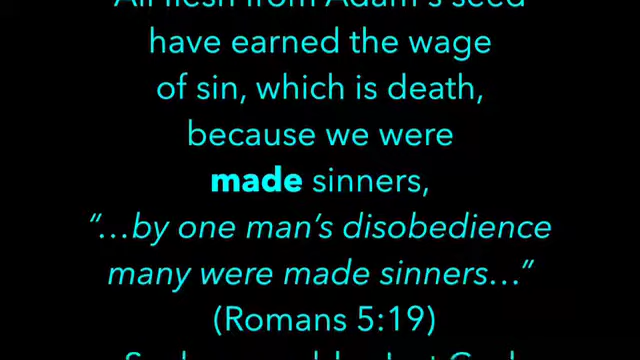 All flesh from Adam’s seed
have earned the wage
of sin, which is death,
because we were
made sinners,
“…by one man’s disobedience
many were made sinners…”
(Romans 5:19)